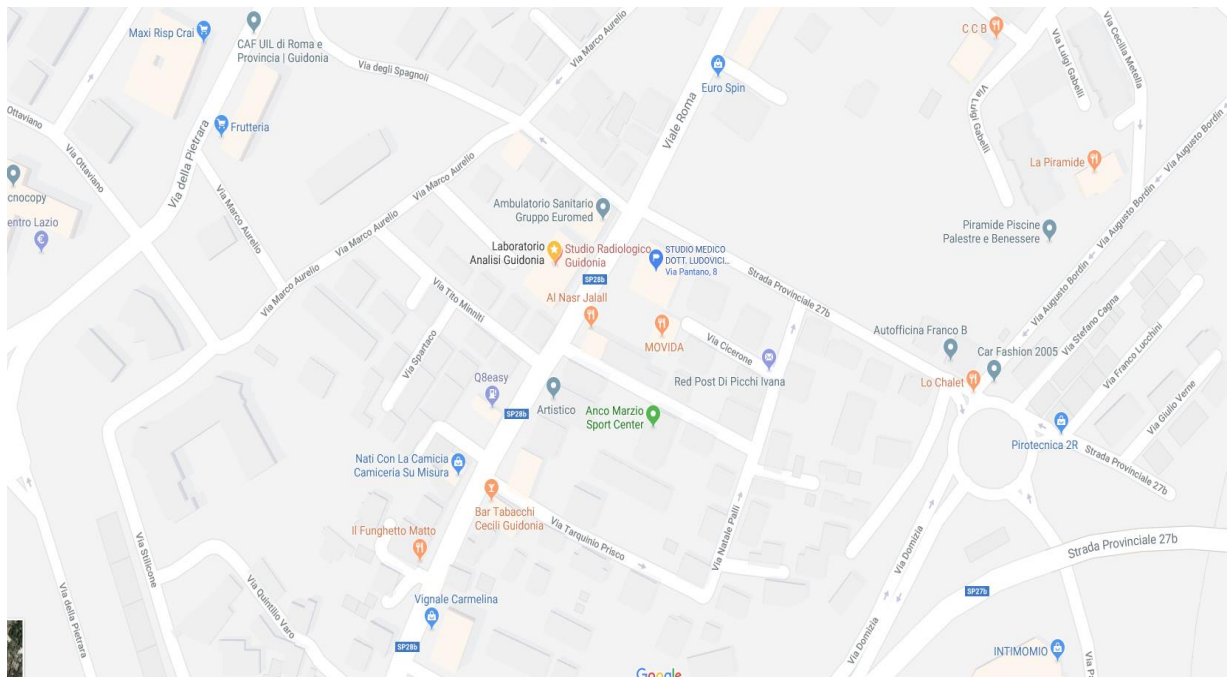 Maxi Risp Crai
CAF UIL di Roma e
Provincia | Guidonia
Via Marco Aurelio
Via degli Spagnoli
Euro Spin
Viale Roma
C C B
Via Luigi Gabelli
Via Cecilia Metella
Via Luigi Gabelli
Ottaviano
Via Ottaviano
Frutteria
Via della Pietrara
Via Augusto Bordin
La Piramide
Via Augusto Bordin
cnocopy
entro Lazio
€
Via Marco Aurelio
Via Marco Aurelio
Via Marco Aurelio
Via Marco Aurelio
Ambulatorio Sanitario
Gruppo Euromed
Laboratorio
Analisi Guidonia
Studio Radiologico
Guidonia
STUDIO MEDICO
DOTT. LUDOVICI...
Via Pantano, 8
Piramide Piscine
Palestre e Benessere
SP28b
Strada Provinciale 27b
Via Augusto Bordin
Via Tito Minniti
Al Nasr Jalall
MOVIDA
Via Cicerone
Red Post Di Picchi Ivana
Autofficina Franco B
Car Fashion 2005
Lo Chalet
Via Stefano Cagna
Via Franco Lucchini
Via Giulio Verne
Via Spartaco
Q8easy
SP28b
Artistico
Anco Marzio
Sport Center
Pirotecnica 2R
Strada Provinciale 27b
Nati Con La Camicia
Camiceria Su Misura
Bar Tabacchi
Cecili Guidonia
Il Funghetto Matto
Via Tarquinio Prisco
Via Natale Palli
Via Domizia
Strada Provinciale 27b
SP27b
Via Stilicone
Via Quintilio Varo
Via della Pietrara
Vignale Carmelina
SP28b
Via Domizia
INTIMOMIO
Google